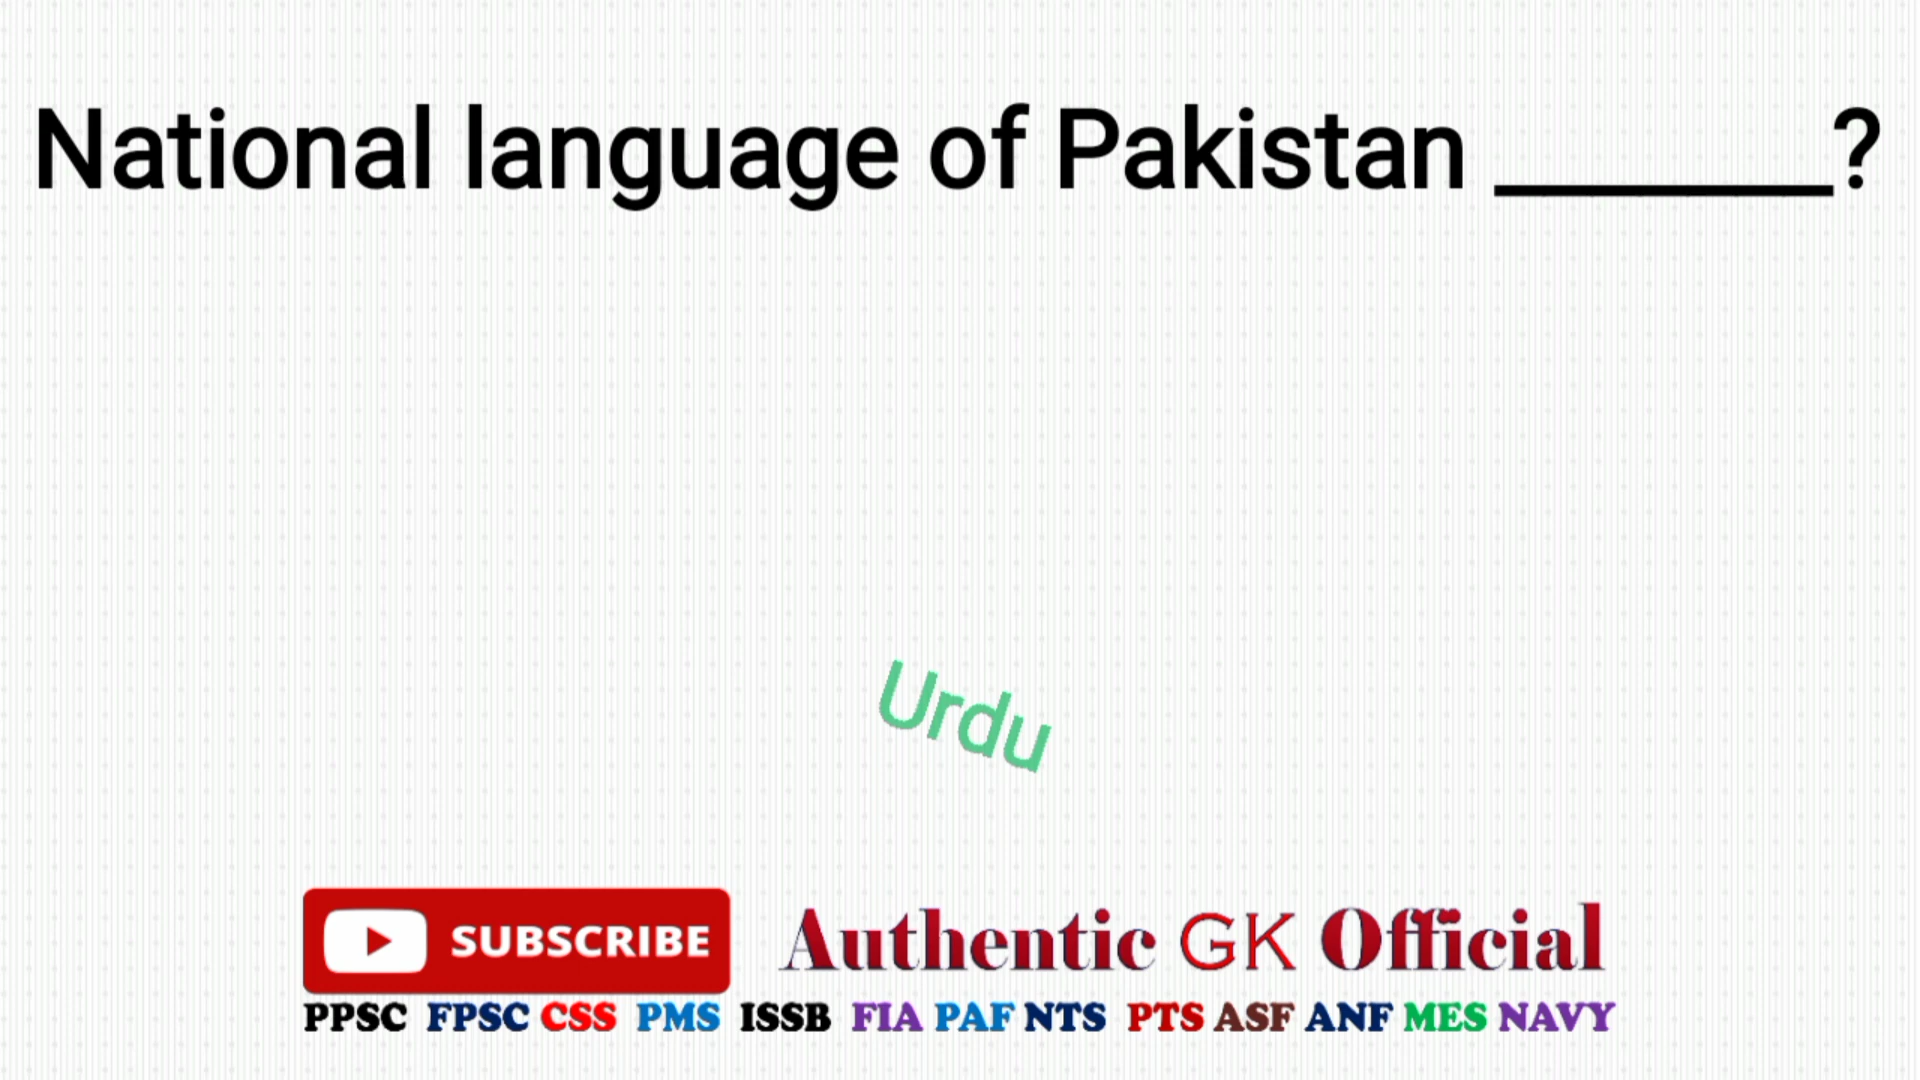 National language of Pakistan ________?
Urdu
SUBSCRIBE
Authentic GK Official
PPSC FPSC CSS PMS ISSB FIA PAF NTS PTS ASF ANF MES NAVY